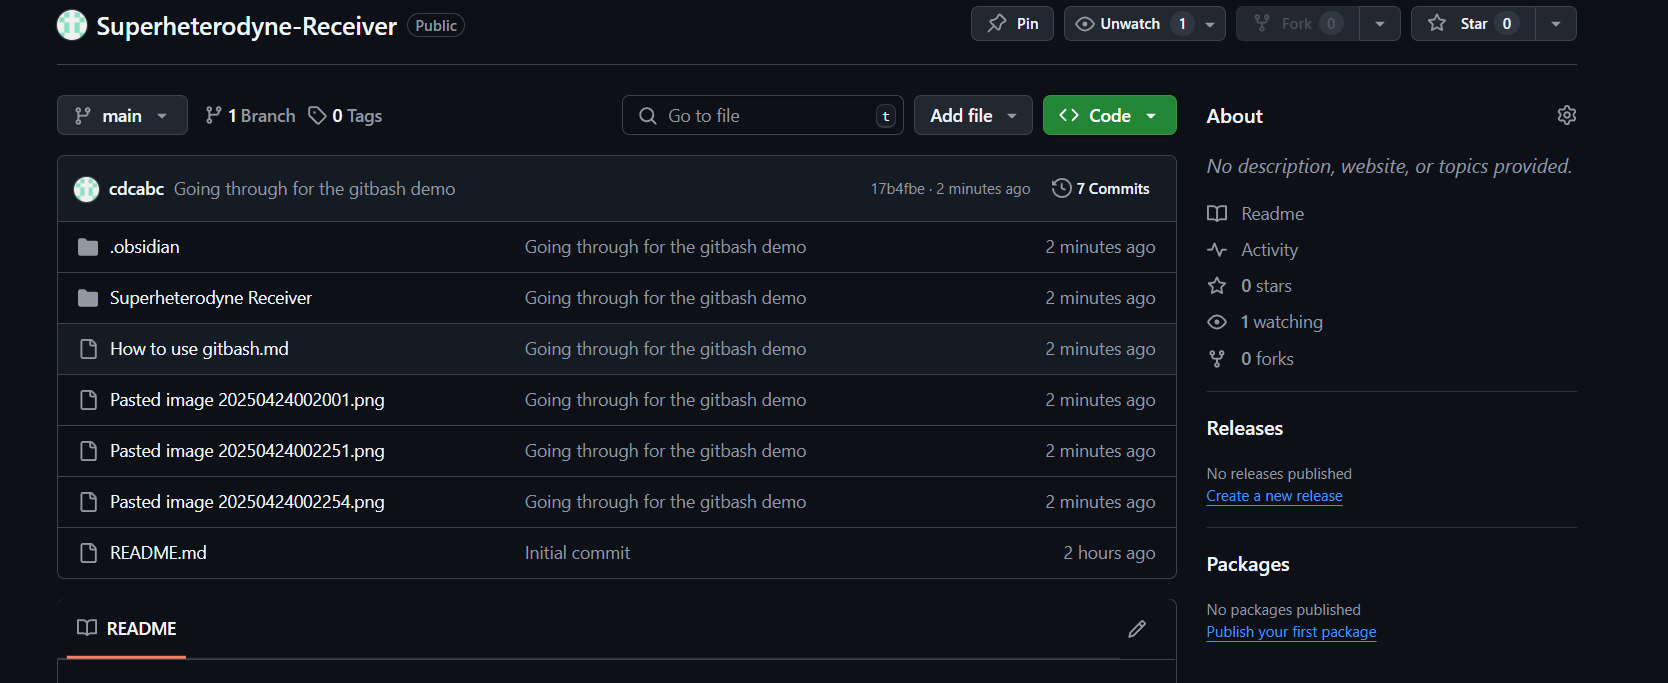 Superheterodyne-Receiver Public Pin Unwatch 1 Fork 0 Star 0
main 1 Branch 0 Tags Go to file t Add file Code
cdcabc Going through for the gitbash demo 17b4fbe · 2 minutes ago 7 Commits
.obsidian Going through for the gitbash demo 2 minutes ago
Superheterodyne Receiver Going through for the gitbash demo 2 minutes ago
How to use gitbash.md Going through for the gitbash demo 2 minutes ago
Pasted image 20250424002001.png Going through for the gitbash demo 2 minutes ago
Pasted image 20250424002251.png Going through for the gitbash demo 2 minutes ago
Pasted image 20250424002254.png Going through for the gitbash demo 2 minutes ago
README.md Initial commit 2 hours ago
README
About
No description, website, or topics provided.
Readme
Activity
0 stars
1 watching
0 forks
Releases
No releases published
Create a new release
Packages
No packages published
Publish your first package